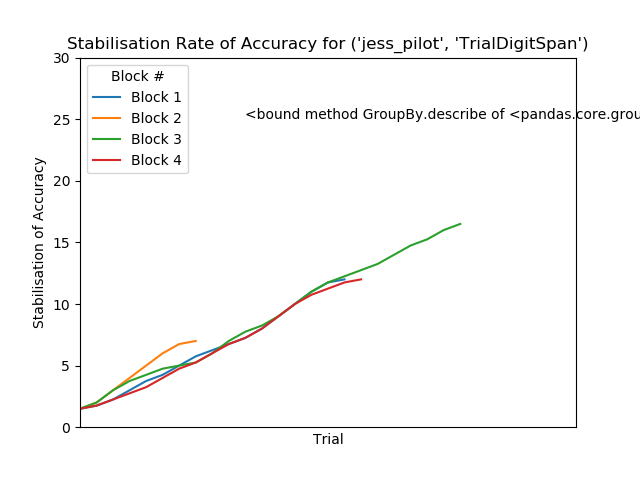 Stabilisation Rate of Accuracy for ('jess_pilot', 'TrialDigitSpan')
30
25
20
15
10
5
0
Stabilisation of Accuracy
Block #
Block 1
Block 2
Block 3
Block 4
<bound method GroupBy.describe of <pandas.core.grou
Trial